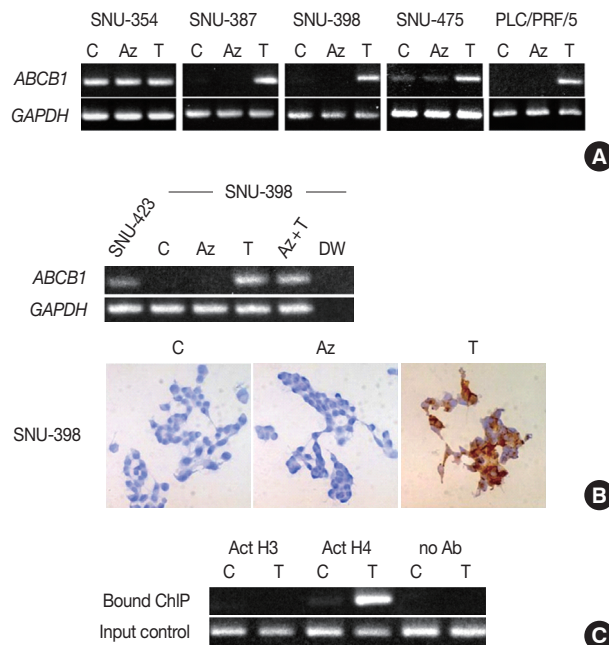 SNU-354 SNU-387 SNU-398 SNU-475 PLC/PRF/5
C Az T C Az T C Az T C Az T C Az T
ABCB1
GAPDH
A
SNU-398
SNU-423 C Az T Az+T DW
ABCB1
GAPDH
C Az T
SNU-398
B
Act H3 Act H4 no Ab
C T C T C T
Bound ChIP
Input control
C